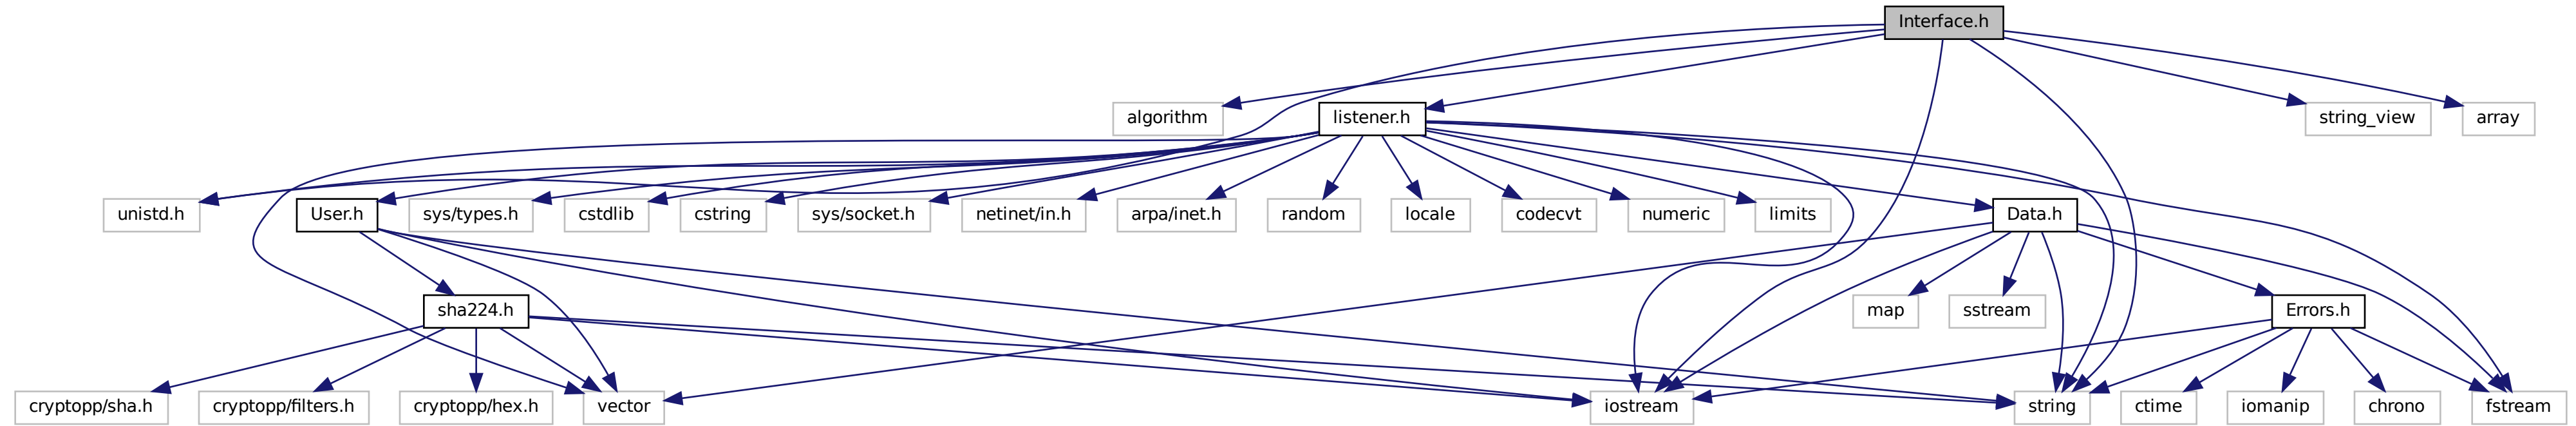 Interface.h
algorithm
listener.h
string_view
array
unistd.h
User.h
sys/types.h
cstdlib
cstring
sys/socket.h
netinet/in.h
arpa/inet.h
random
locale
codecvt
numeric
limits
Data.h
sha224.h
map
sstream
Errors.h
cryptopp/sha.h
cryptopp/filters.h
cryptopp/hex.h
vector
iostream
string
ctime
iomanip
chrono
fstream